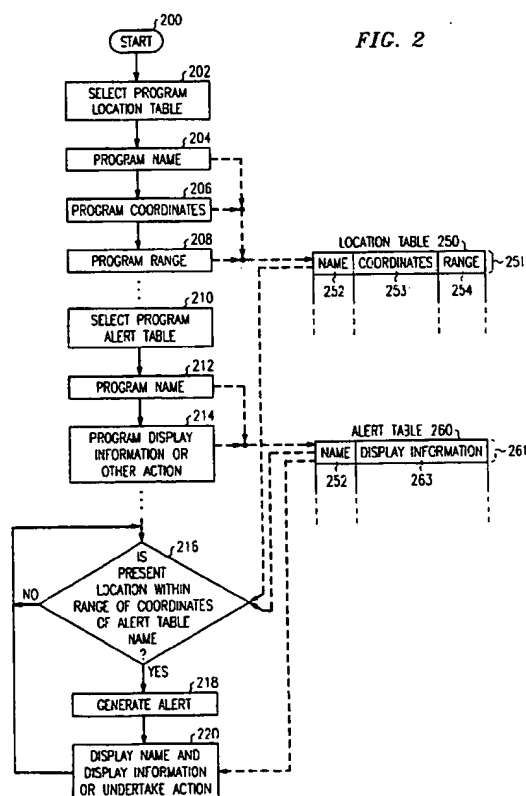 200
START
FIG. 2
202
SELECT PROGRAM
LOCATION TABLE
204
PROGRAM NAME
206
PROGRAM COORDINATES
208
PROGRAM RANGE
LOCATION TABLE 250
NAME COORDINATES RANGE
251
252 253 254
210
SELECT PROGRAM
ALERT TABLE
212
PROGRAM NAME
214
PROGRAM DISPLAY
INFORMATION OR
OTHER ACTION
ALERT TABLE 260
NAME DISPLAY INFORMATION
261
252 263
216
IS
PRESENT
LOCATION WITHIN
RANGE OF COORDINATES
OF ALERT TABLE
NAME
?
NO
YES
218
GENERATE ALERT
220
DISPLAY NAME AND
DISPLAY INFORMATION
OR UNDERTAKE ACTION